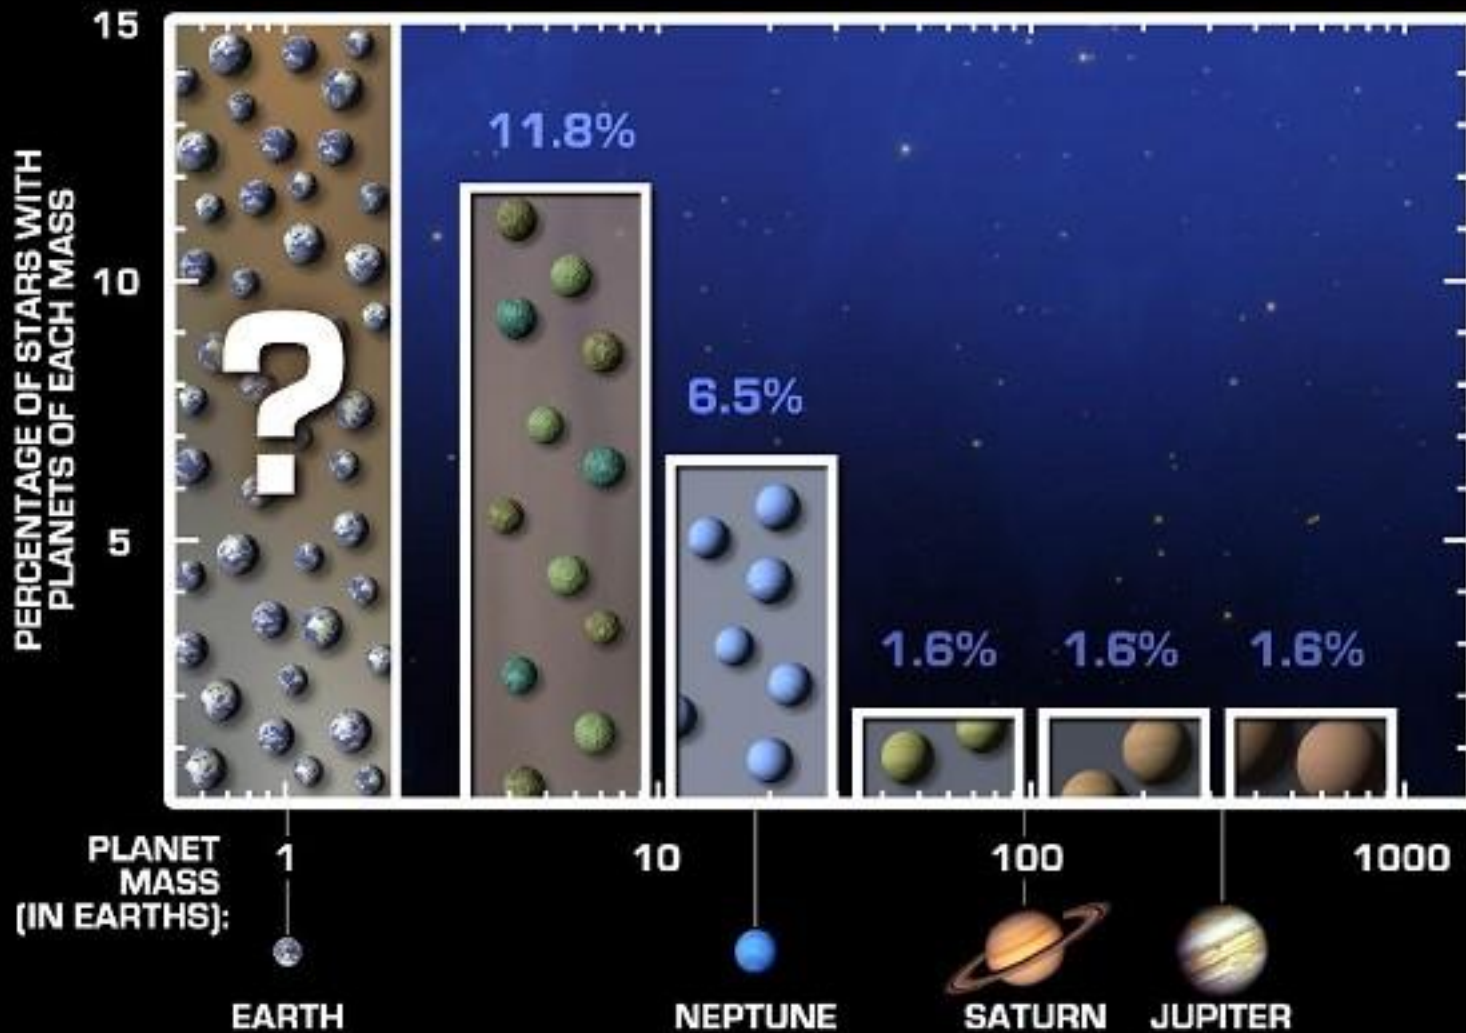 PERCENTAGE OF STARS WITH
PLANETS OF EACH MASS
15
10
5
?
11.8%
6.5%
1.6%
1.6%
1.6%
PLANET
MASS
(IN EARTHS):
1
10
100
1000
EARTH
NEPTUNE
SATURN
JUPITER